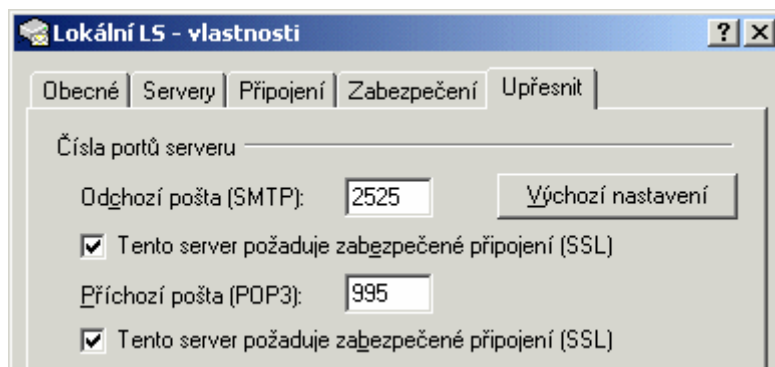 Lokální LS - vlastnosti
Obecné Servery Připojení Zabezpečení Upřesnit
Čísla portů serveru
Odchozí pošta (SMTP): 2525 Výchozí nastavení
Tento server požaduje zabezpečené připojení (SSL)
Příchozí pošta (POP3): 995
Tento server požaduje zabezpečené připojení (SSL)